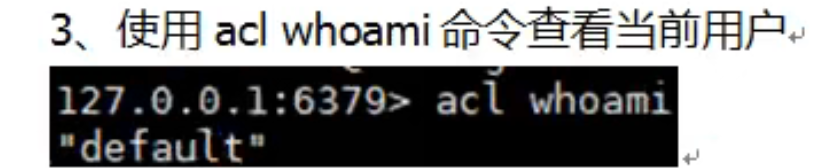 3、使用 acl whoami 命令查看当前用户
127.0.0.1:6379> acl whoami
"default"